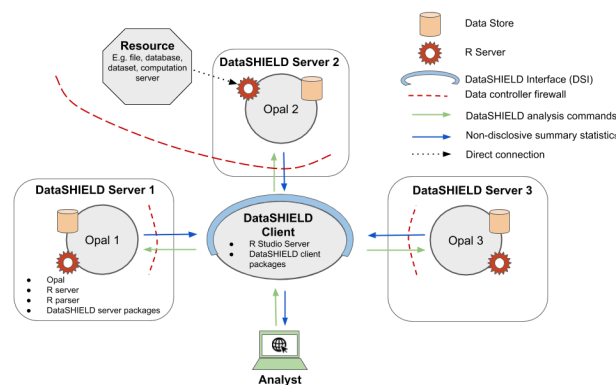 Resource
E.g. file, database,
dataset, computation
server
DataSHIELD Server 2
Opal 2
Data Store
R Server
DataSHIELD Interface (DSI)
Data controller firewall
DataSHIELD analysis commands
Non-disclosive summary statistics
Direct connection
DataSHIELD Server 1
Opal 1
● Opal
● R server
● R parser
● DataSHIELD server packages
DataSHIELD
Client
● R Studio Server
● DataSHIELD client
packages
DataSHIELD Server 3
Opal 3
Analyst